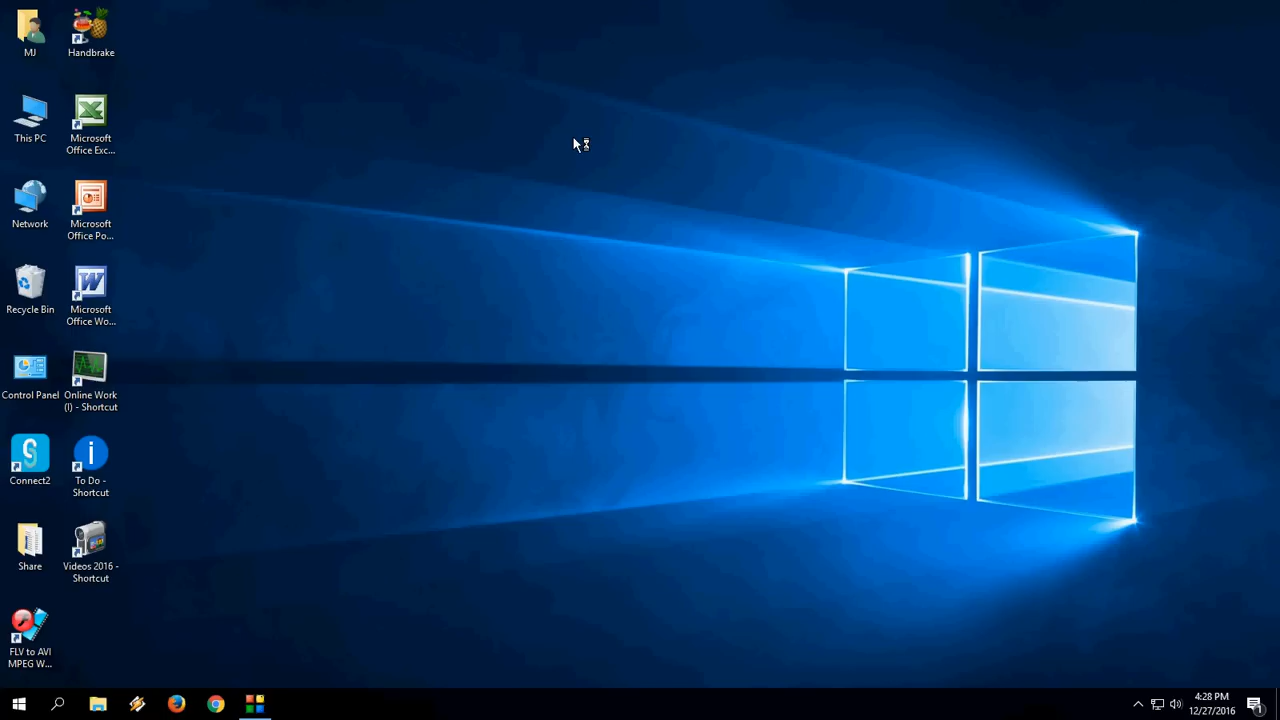 MJ
Handbrake
This PC
Microsoft
Office Exc...
Network
Microsoft
Office Po...
Recycle Bin
Microsoft
Office Wo...
Control Panel
Online Work
(I) - Shortcut
Connect2
To Do -
Shortcut
Share
Videos 2016 -
Shortcut
FLV to AVI
MPEG W...
4:28 PM
12/27/2016
1